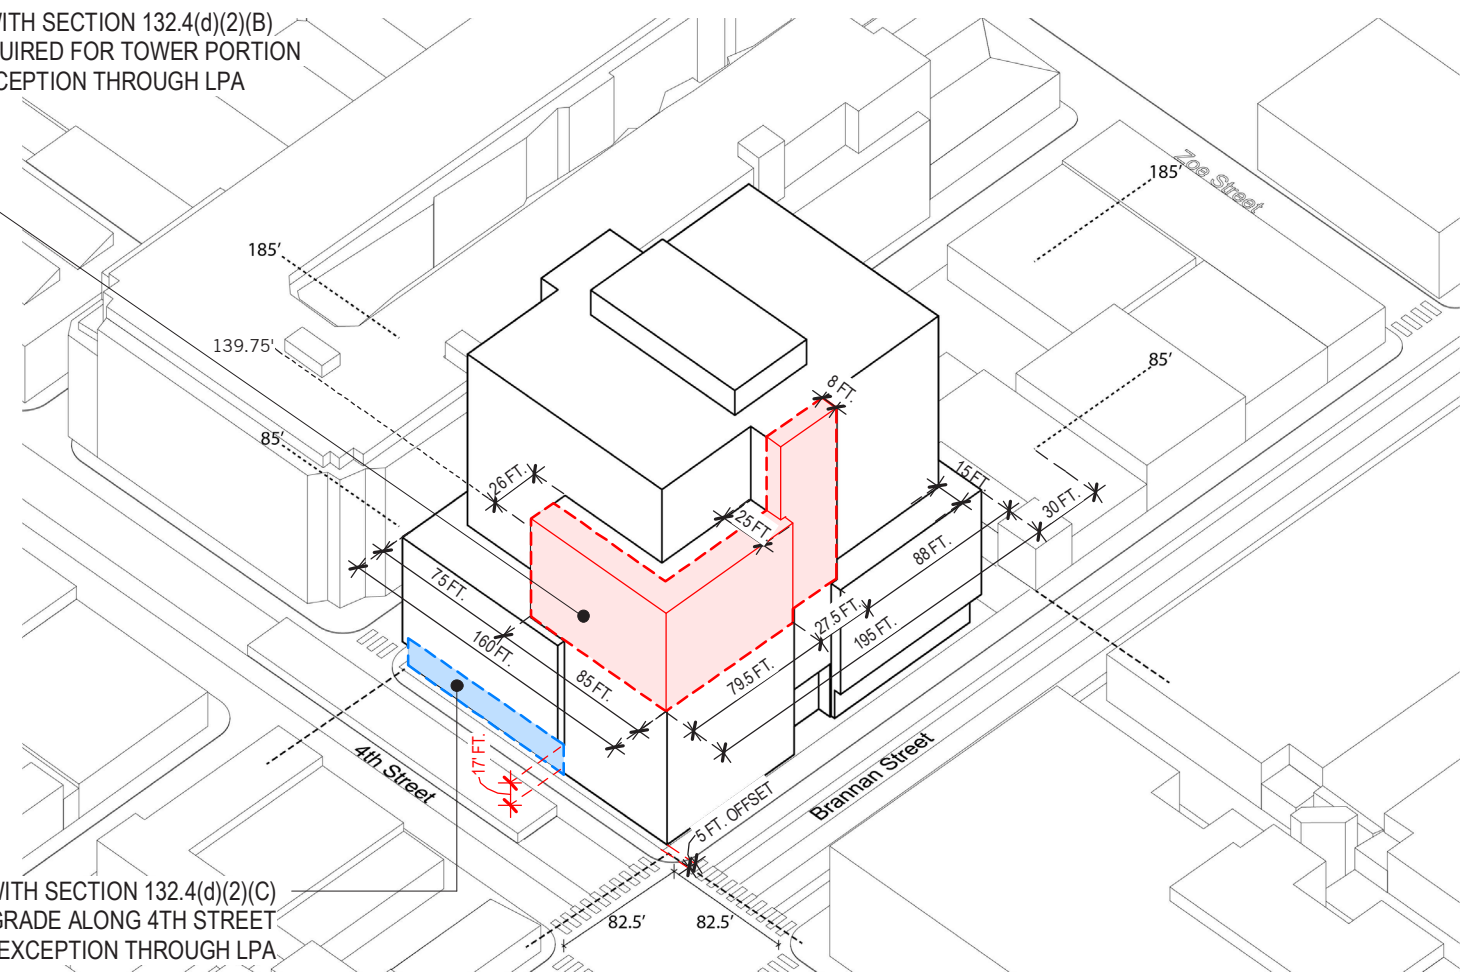 WITH SECTION 132.4(d)(2)(B)
UIRED FOR TOWER PORTION
CEPTION THROUGH LPA
Zoe Street
185'
185'
139.75'
85'
85'
8 FT.
26 FT.
25 FT.
15 FT.
30 FT.
88 FT.
75 FT.
160 FT.
85 FT.
27.5 FT.
195 FT.
79.5 FT.
17' FT.
4th Street
Brannan Street
5 FT. OFFSET
82.5'
82.5'
WITH SECTION 132.4(d)(2)(C)
GRADE ALONG 4TH STREET
EXCEPTION THROUGH LPA